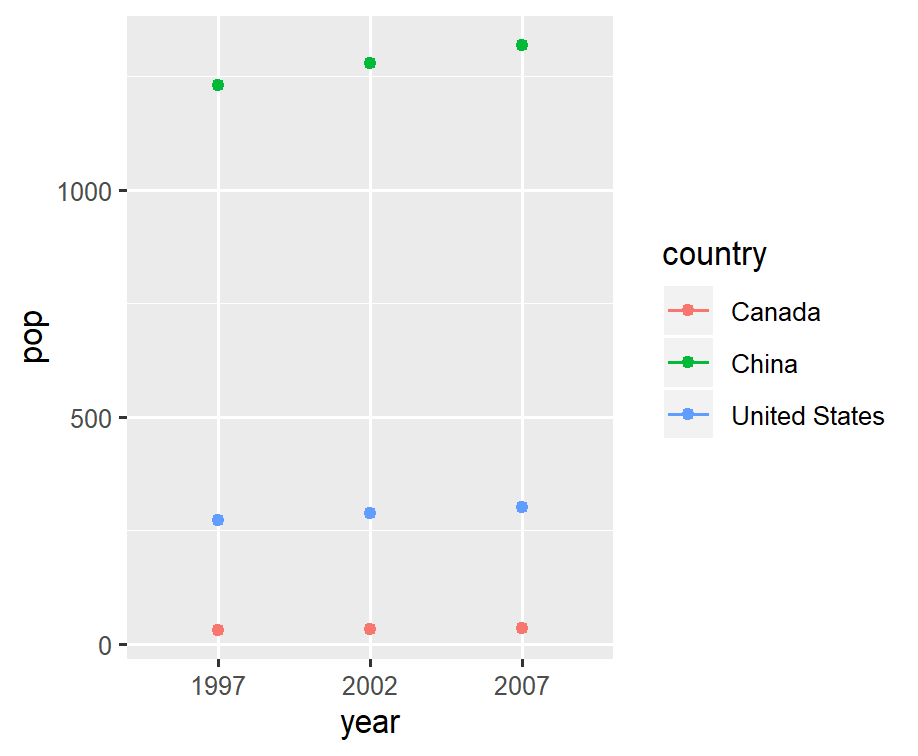 1000
500
0
pop
1997 2002 2007
year
country
Canada
China
United States